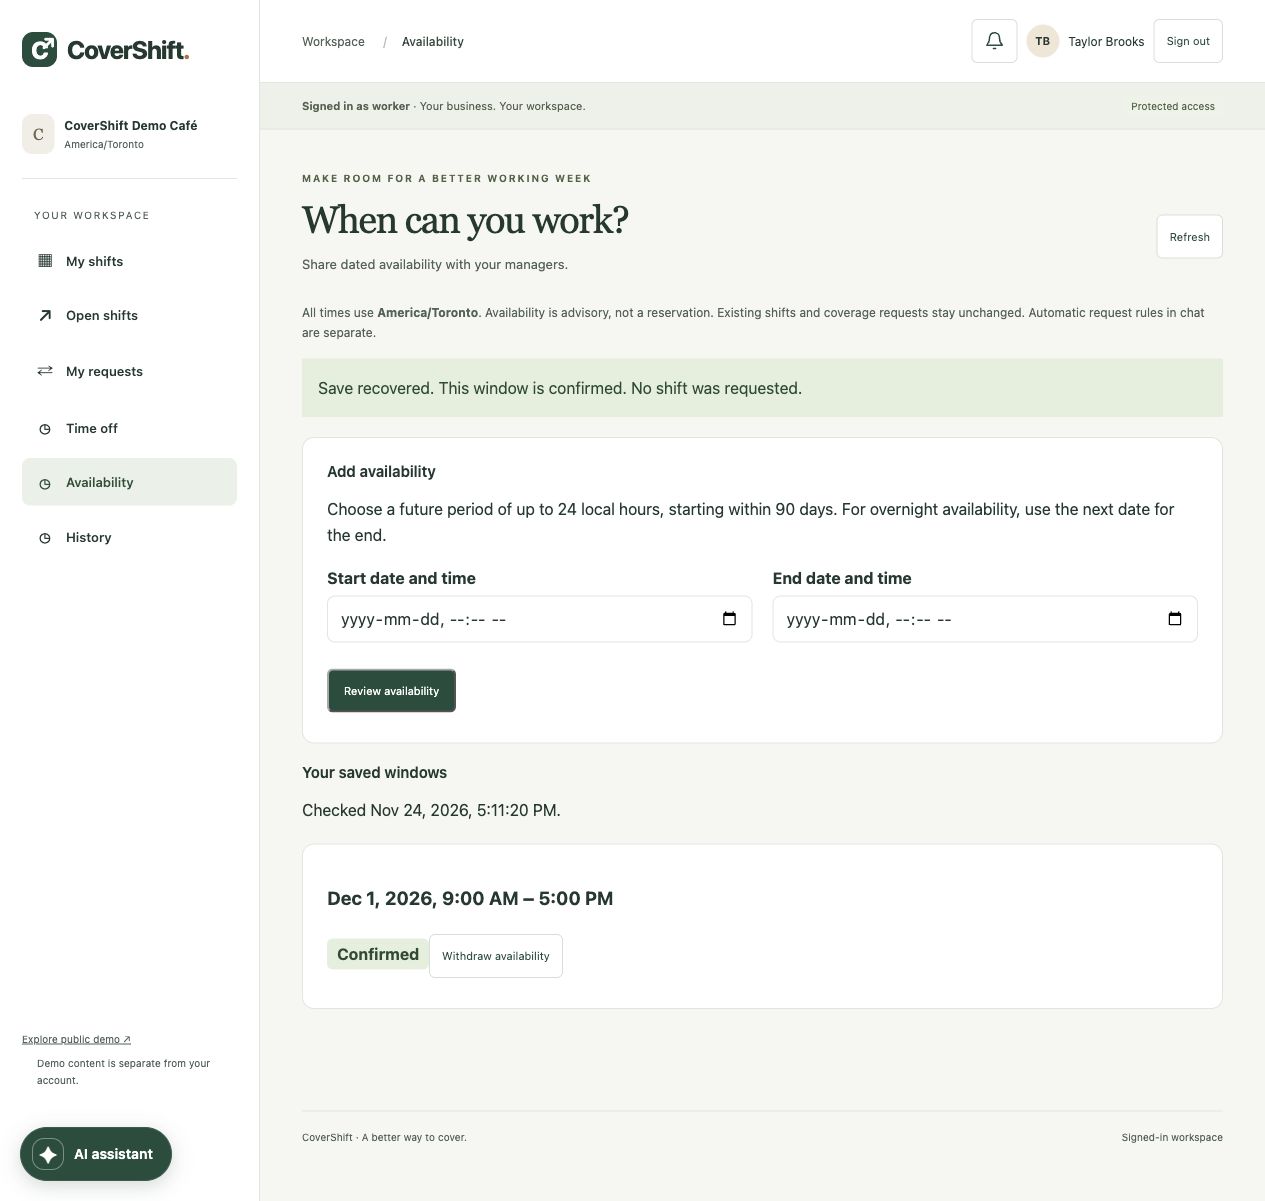 CoverShift.
Workspace / Availability
TB Taylor Brooks
Sign out
Signed in as worker · Your business. Your workspace.
Protected access
C
CoverShift Demo Café
America/Toronto
YOUR WORKSPACE
My shifts
Open shifts
My requests
Time off
Availability
History
MAKE ROOM FOR A BETTER WORKING WEEK
When can you work?
Share dated availability with your managers.
Refresh
All times use America/Toronto. Availability is advisory, not a reservation. Existing shifts and coverage requests stay unchanged. Automatic request rules in chat
are separate.
Save recovered. This window is confirmed. No shift was requested.
Add availability
Choose a future period of up to 24 local hours, starting within 90 days. For overnight availability, use the next date for
the end.
Start date and time
yyyy-mm-dd, --:-- --
End date and time
yyyy-mm-dd, --:-- --
Review availability
Your saved windows
Checked Nov 24, 2026, 5:11:20 PM.
Dec 1, 2026, 9:00 AM – 5:00 PM
Confirmed
Withdraw availability
Explore public demo ↗
Demo content is separate from your
account.
AI assistant
CoverShift · A better way to cover.
Signed-in workspace